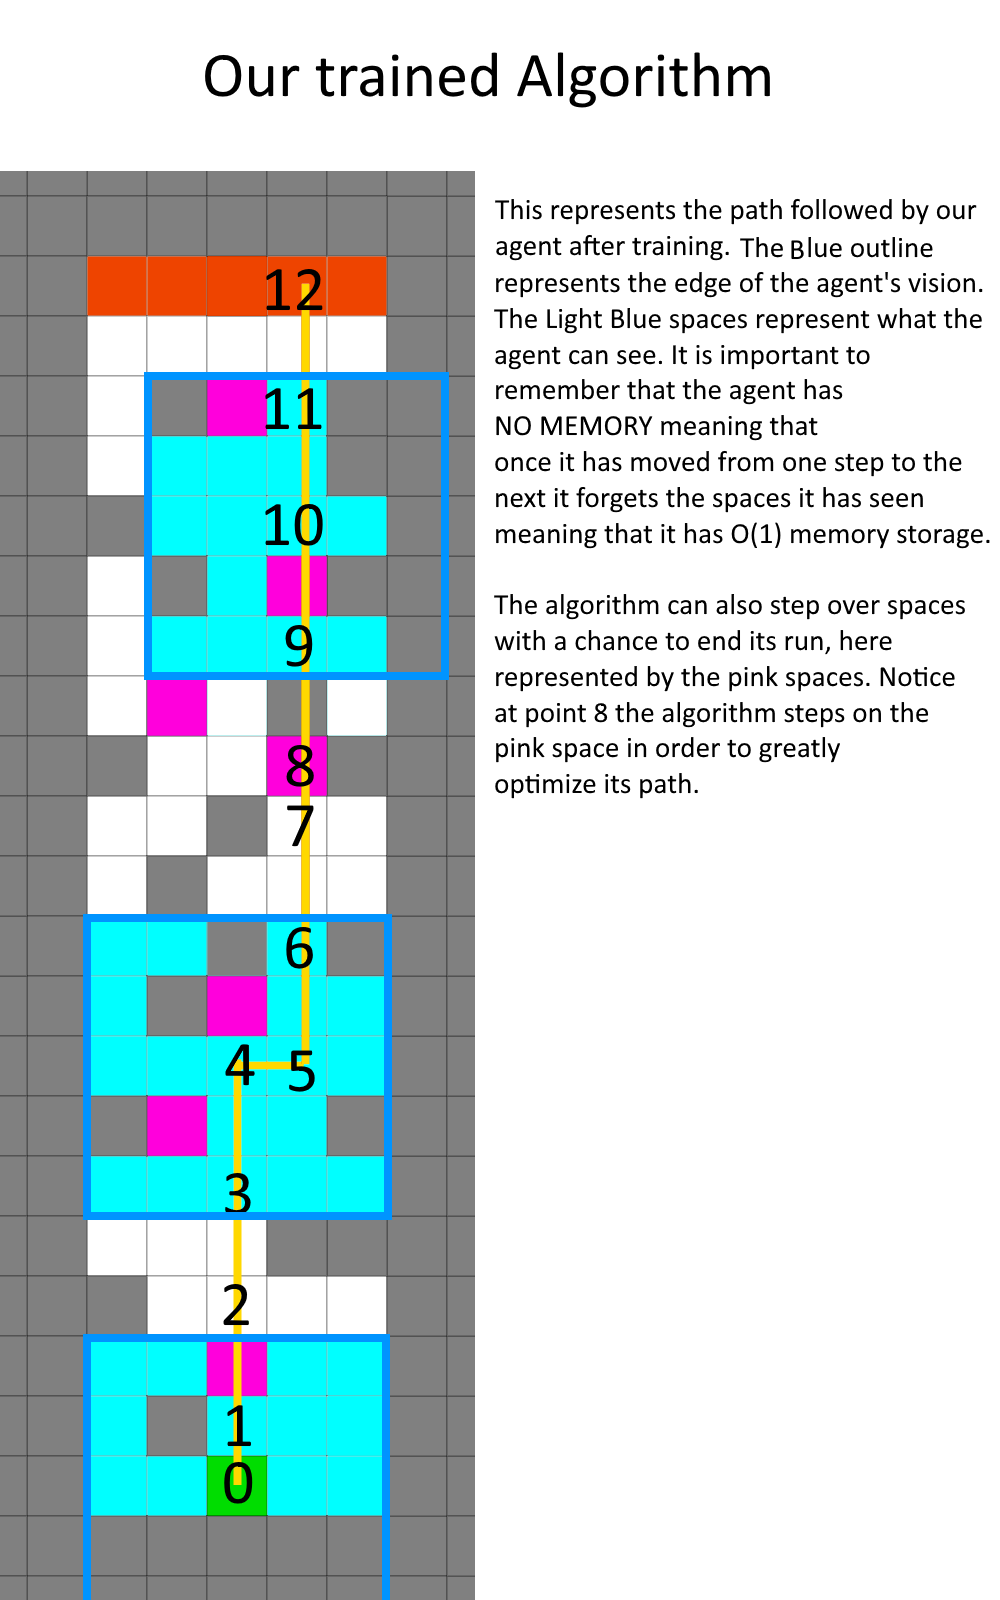 Our trained Algorithm
This represents the path followed by our
agent after training. The Blue outline
represents the edge of the agent's vision.
The Light Blue spaces represent what the
agent can see. It is important to
remember that the agent has
NO MEMORY meaning that
once it has moved from one step to the
next it forgets the spaces it has seen
meaning that it has O(1) memory storage.
The algorithm can also step over spaces
with a chance to end its run, here
represented by the pink spaces. Notice
at point 8 the algorithm steps on the
pink space in order to greatly
optimize its path.
12
11
10
9
8
7
6
4 5
3
2
1
0